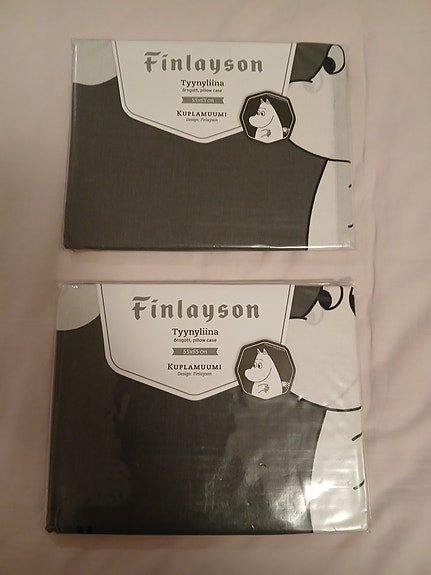 Finlayson
Tyynyliina
örngott, pillow case
55x65 cm
KUPLAMUUMI
Design: Finlayson
Finlayson
Tyynyliina
örngott, pillow case
55x65 cm
KUPLAMUUMI
Design: Finlayson